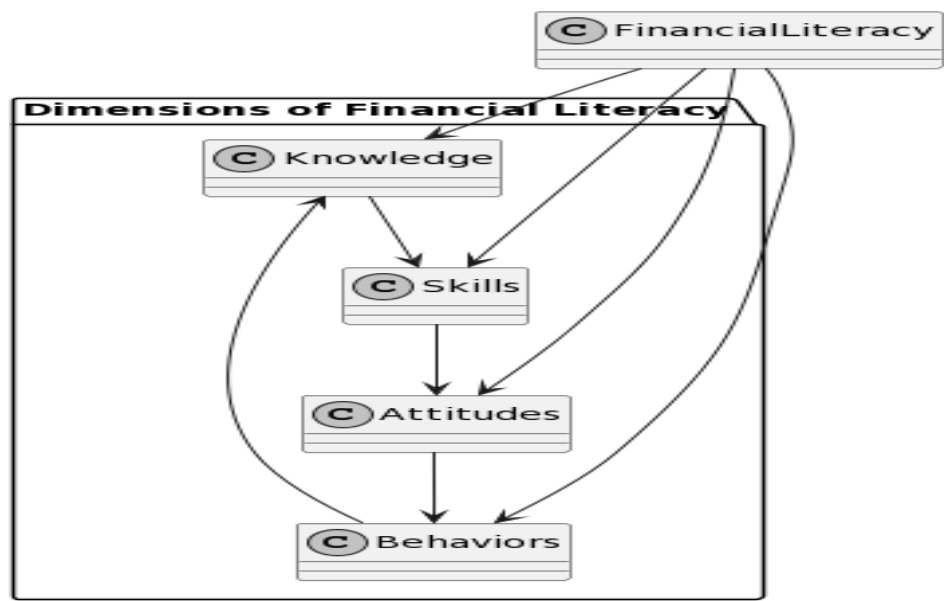 C FinancialLiteracy
Dimensions of Financial Literacy
C Knowledge
C Skills
C Attitudes
C Behaviors